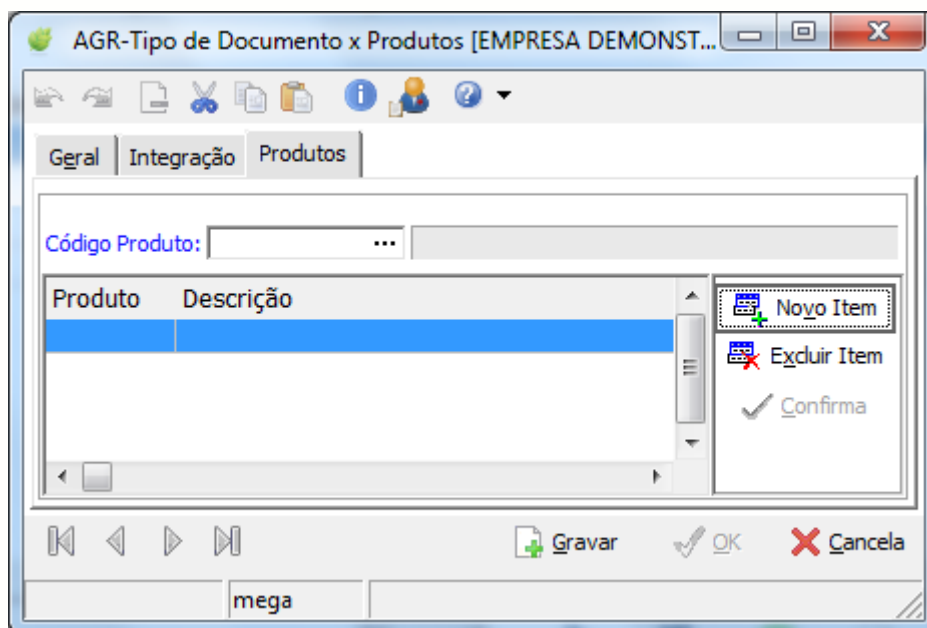 AGR-Tipo de Documento x Produtos [EMPRESA DEMONST...
Geral Integração Produtos
Código Produto: ...
Produto Descrição
Novo Item
Excluir Item
Confirma
Gravar OK Cancela
mega